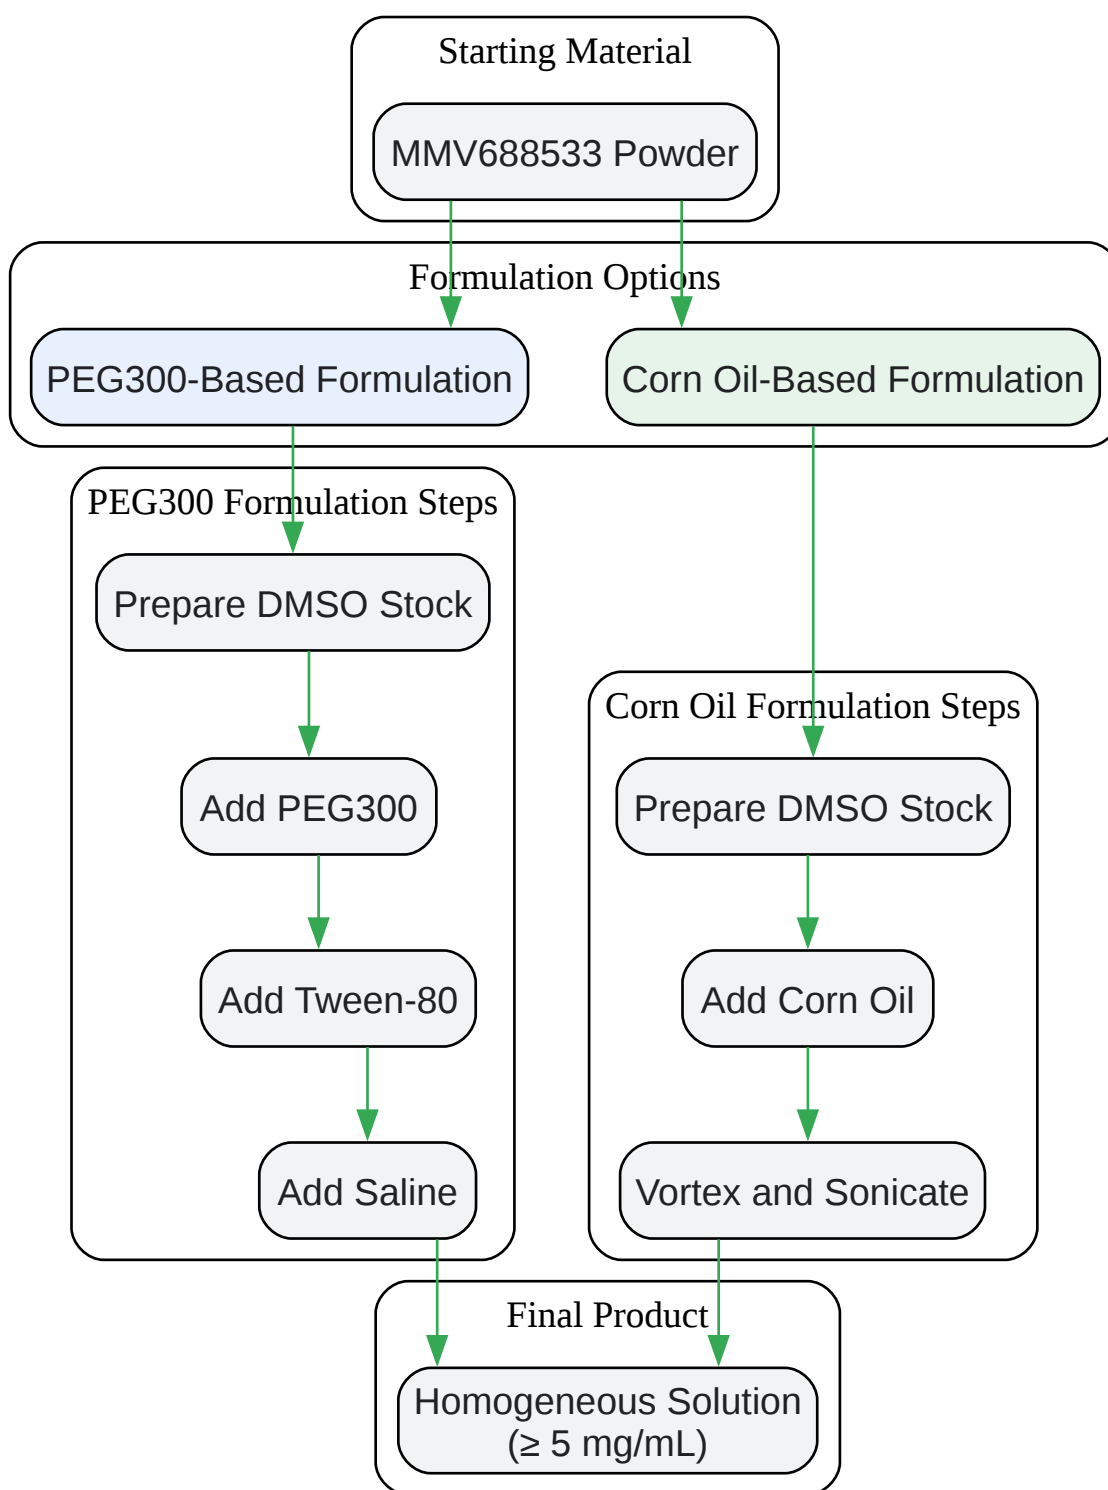 Starting Material
MMV688533 Powder
Formulation Options
PEG300-Based Formulation
Corn Oil-Based Formulation
PEG300 Formulation Steps
Prepare DMSO Stock
Add PEG300
Add Tween-80
Add Saline
Corn Oil Formulation Steps
Prepare DMSO Stock
Add Corn Oil
Vortex and Sonicate
Final Product
Homogeneous Solution
(≥ 5 mg/mL)